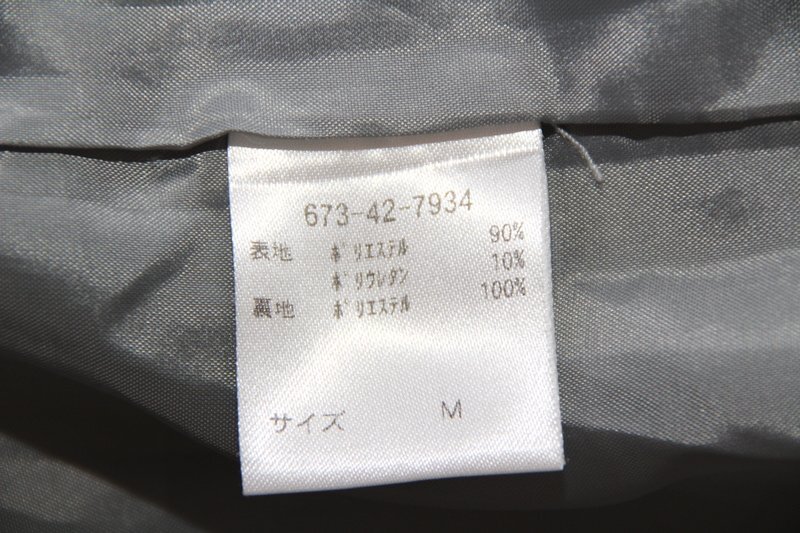 673-42-7934
表地 ポリエステル 90%
ポリウレタン 10%
裏地 ポリエステル 100%
サイズ M